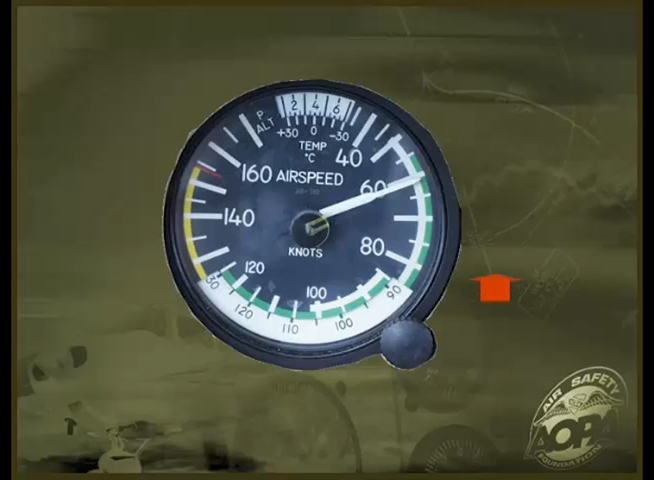 2 4 6
P. ALT
+30 0 -30
TEMP
°C
40
160 AIRSPEED
60
140
KNOTS
80
120
100
90
120
110
100
AIR SAFETY
AOPA
FOUNDATION